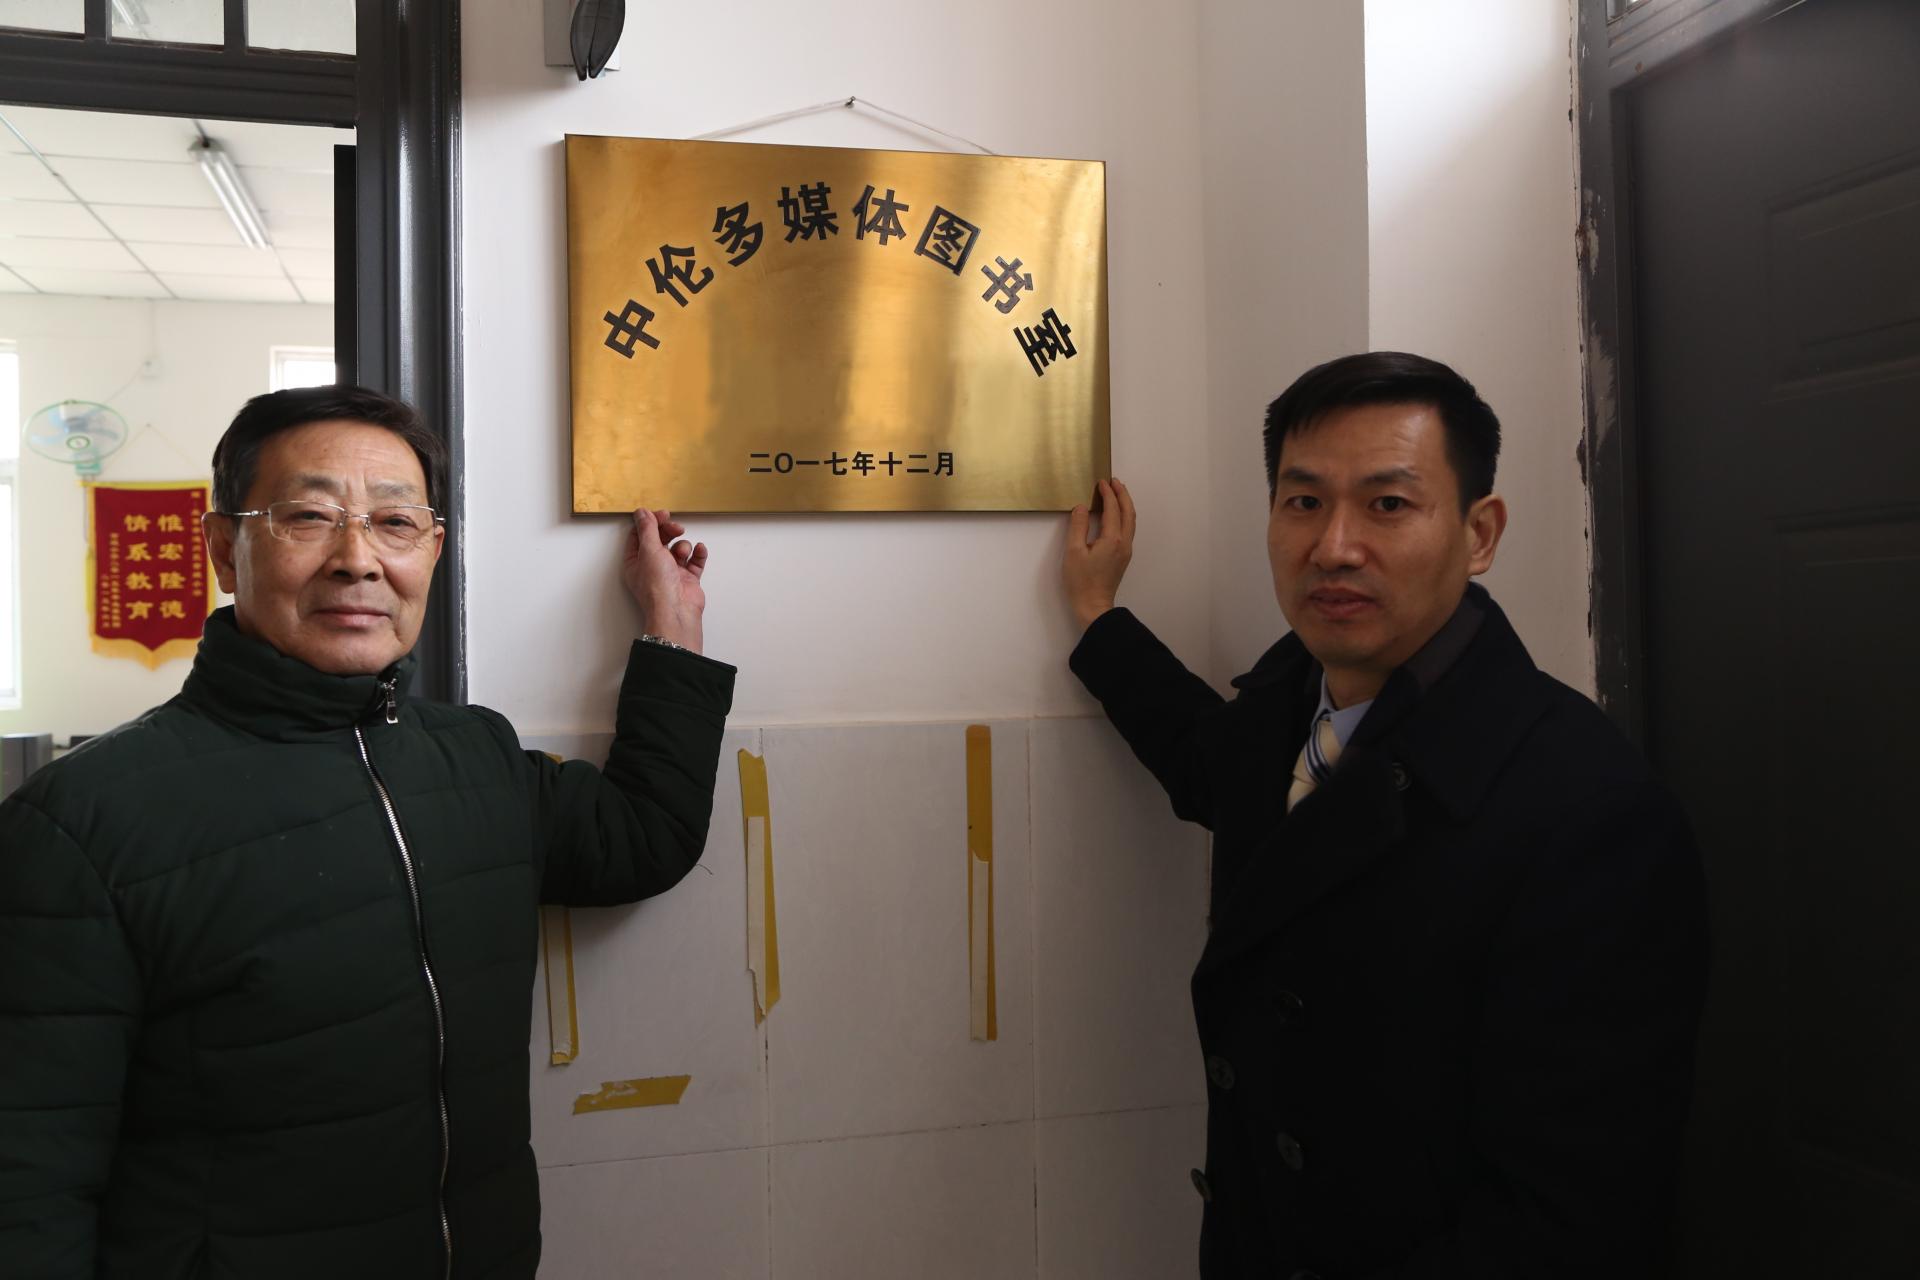 中伦多媒体图书室
二〇一七年十二月
惟宏隆德
情系教育